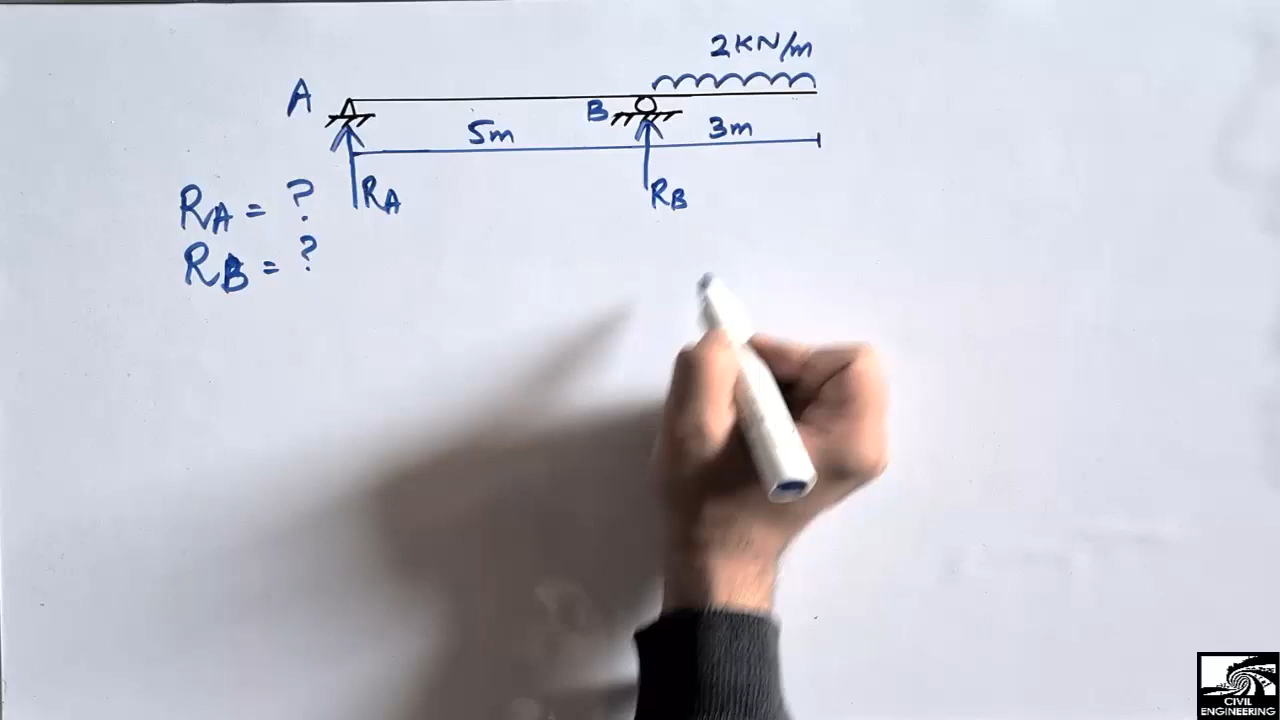 2KN/m
A
B
5m
3m
RA
RB
RA = ?
RB = ?
CIVIL
ENGINEERING